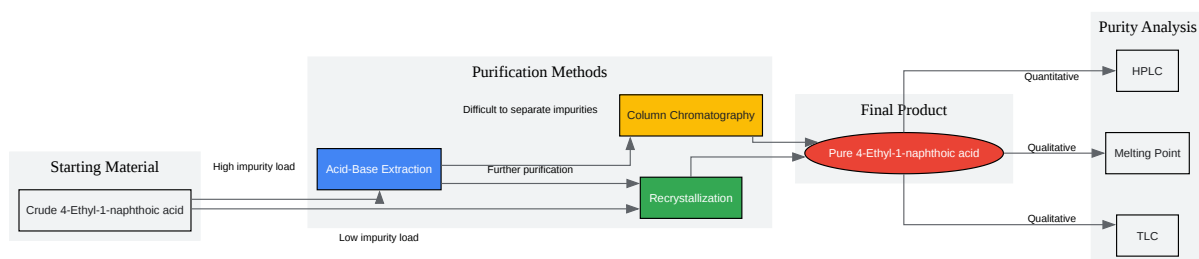 Purity Analysis
Purification Methods
HPLC
Quantitative
Difficult to separate impurities
Column Chromatography
Final Product
Starting Material
High impurity load
Acid-Base Extraction
Further purification
Pure 4-Ethyl-1-naphthoic acid
Qualitative
Melting Point
Crude 4-Ethyl-1-naphthoic acid
Recrystallization
Low impurity load
Qualitative
TLC